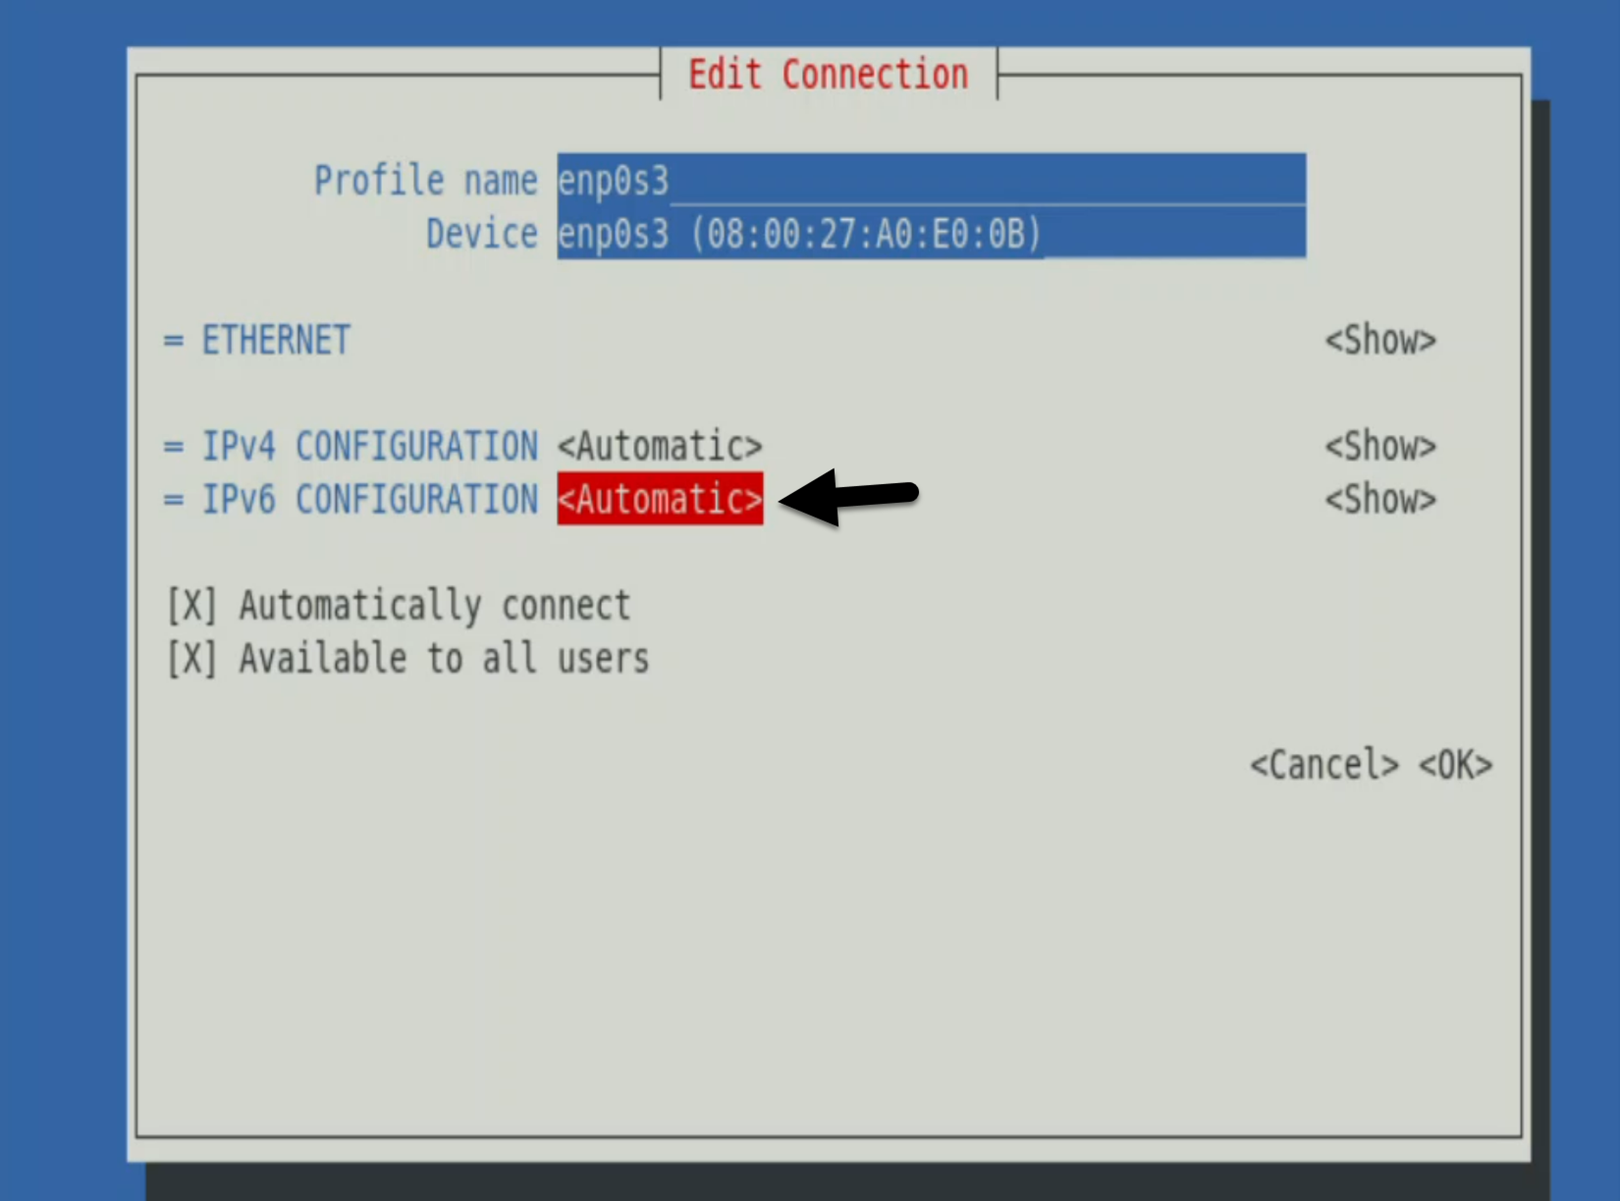 Edit Connection
Profile name enp0s3
Device enp0s3 (08:00:27:A0:E0:0B)
= ETHERNET <Show>
= IPv4 CONFIGURATION <Automatic> <Show>
= IPv6 CONFIGURATION <Automatic> <Show>
[X] Automatically connect
[X] Available to all users
<Cancel> <OK>